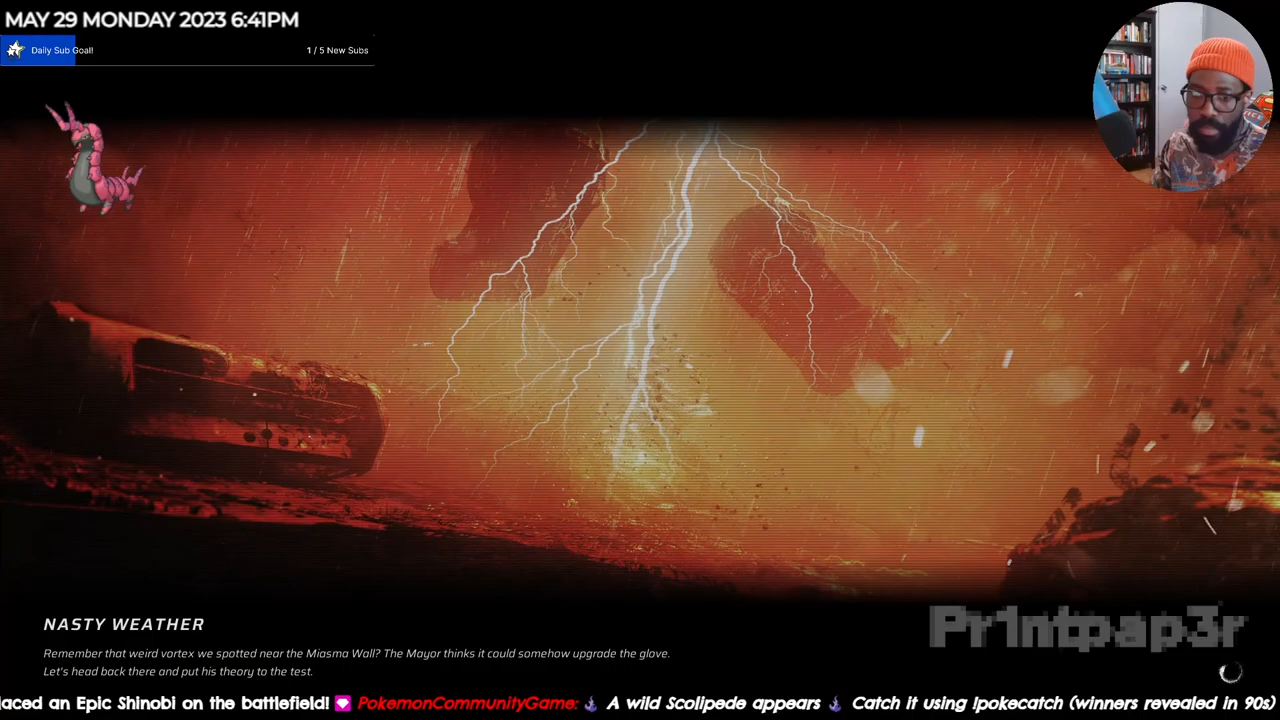 MAY 29 MONDAY 2023 6:41PM
Daily Sub Goal! 1 / 5 New Subs
NASTY WEATHER
Remember that weird vortex we spotted near the Miasma Wall? The Mayor thinks it could somehow upgrade the glove.
Let's head back there and put his theory to the test.
Pr1ntpap3r
laced an Epic Shinobi on the battlefield! PokemonCommunityGame: A wild Scolipede appears Catch it using !pokecatch (winners revealed in 90s)